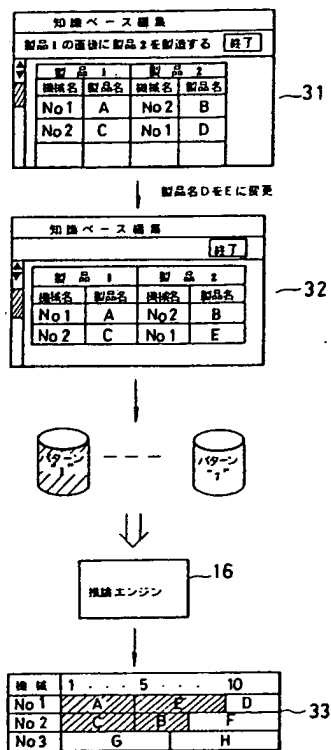 知識ベース編集
製品1の直後に製品2を製造する 終了
製品1 製品2
機械名 製品名 機械名 製品名
No1 A No2 B
No2 C No1 D
31
製品名DをEに変更
知識ベース編集
終了
製品1 製品2
機械名 製品名 機械名 製品名
No1 A No2 B
No2 C No1 E
32
パターン
パターン
推論エンジン
16
機械 1 . . . 5 . . . . 10
No1 A E D
No2 C B F
No3 G H
33